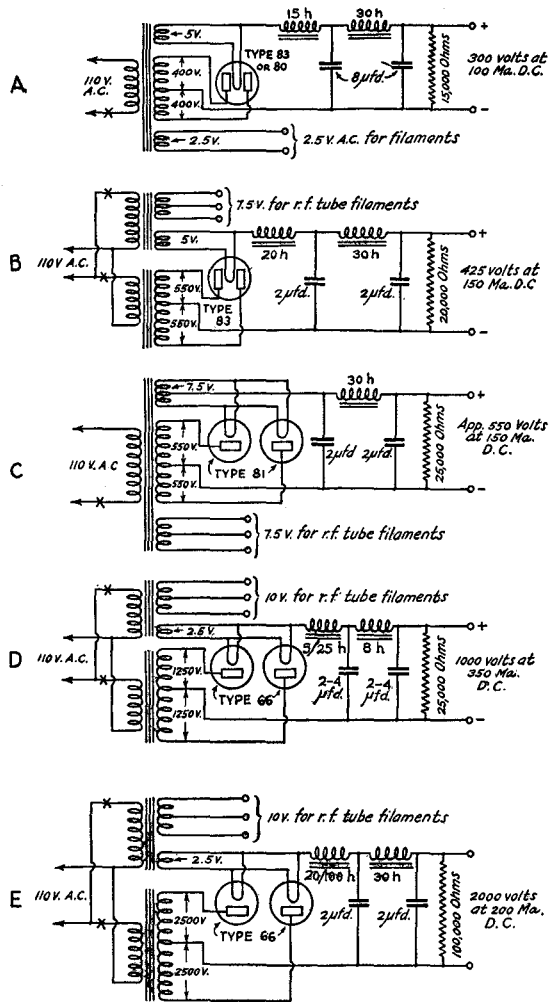 A
110 V.
A.C.
5V.
400V.
400V.
2.5 V.
TYPE 83
OR 80
15 h
30 h
8 µfd.
15,000 Ohms
+
-
300 volts at
100 Ma. D.C.
2.5 V. A.C. for filaments
B
110 V A.C.
7.5 V. for r.f. tube filaments
5V.
550V.
550V.
TYPE
83
20 h
30 h
2 µfd.
2 µfd.
20,000 Ohms
+
-
425 volts at
150 Ma. D.C
C
110 V. A.C
7.5 V.
550V.
550V.
TYPE 81
30 h
2 µfd
2 µfd.
25,000 Ohms
+
-
App. 550 Volts
at 150 Ma.
D.C.
7.5 V. for r.f. tube filaments
D
110 V. A.C.
10 V. for r.f. tube filaments
2.5 V.
1250V.
1250V.
TYPE 66
5/25 h
8 h
2-4
µfd.
2-4
µfd.
25,000 Ohms
+
-
1000 volts at
350 Ma.
D.C.
E
110 V. A.C.
10 V. for r.f. tube filaments
2.5 V.
2500V
2500V.
TYPE 66
20/100 h
30 h
2 µfd.
2 µfd.
100,000 Ohms
2000 volts
at 200 Ma.
D.C.